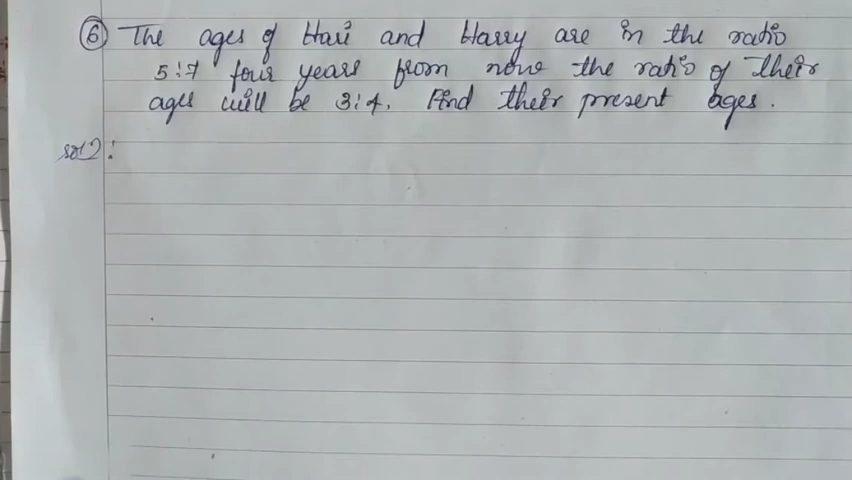 6 The ages of Hari and Harry are in the ratio
5:7 four years from now the ratio of their
ages will be 3:4. Find their present ages.
sol?: